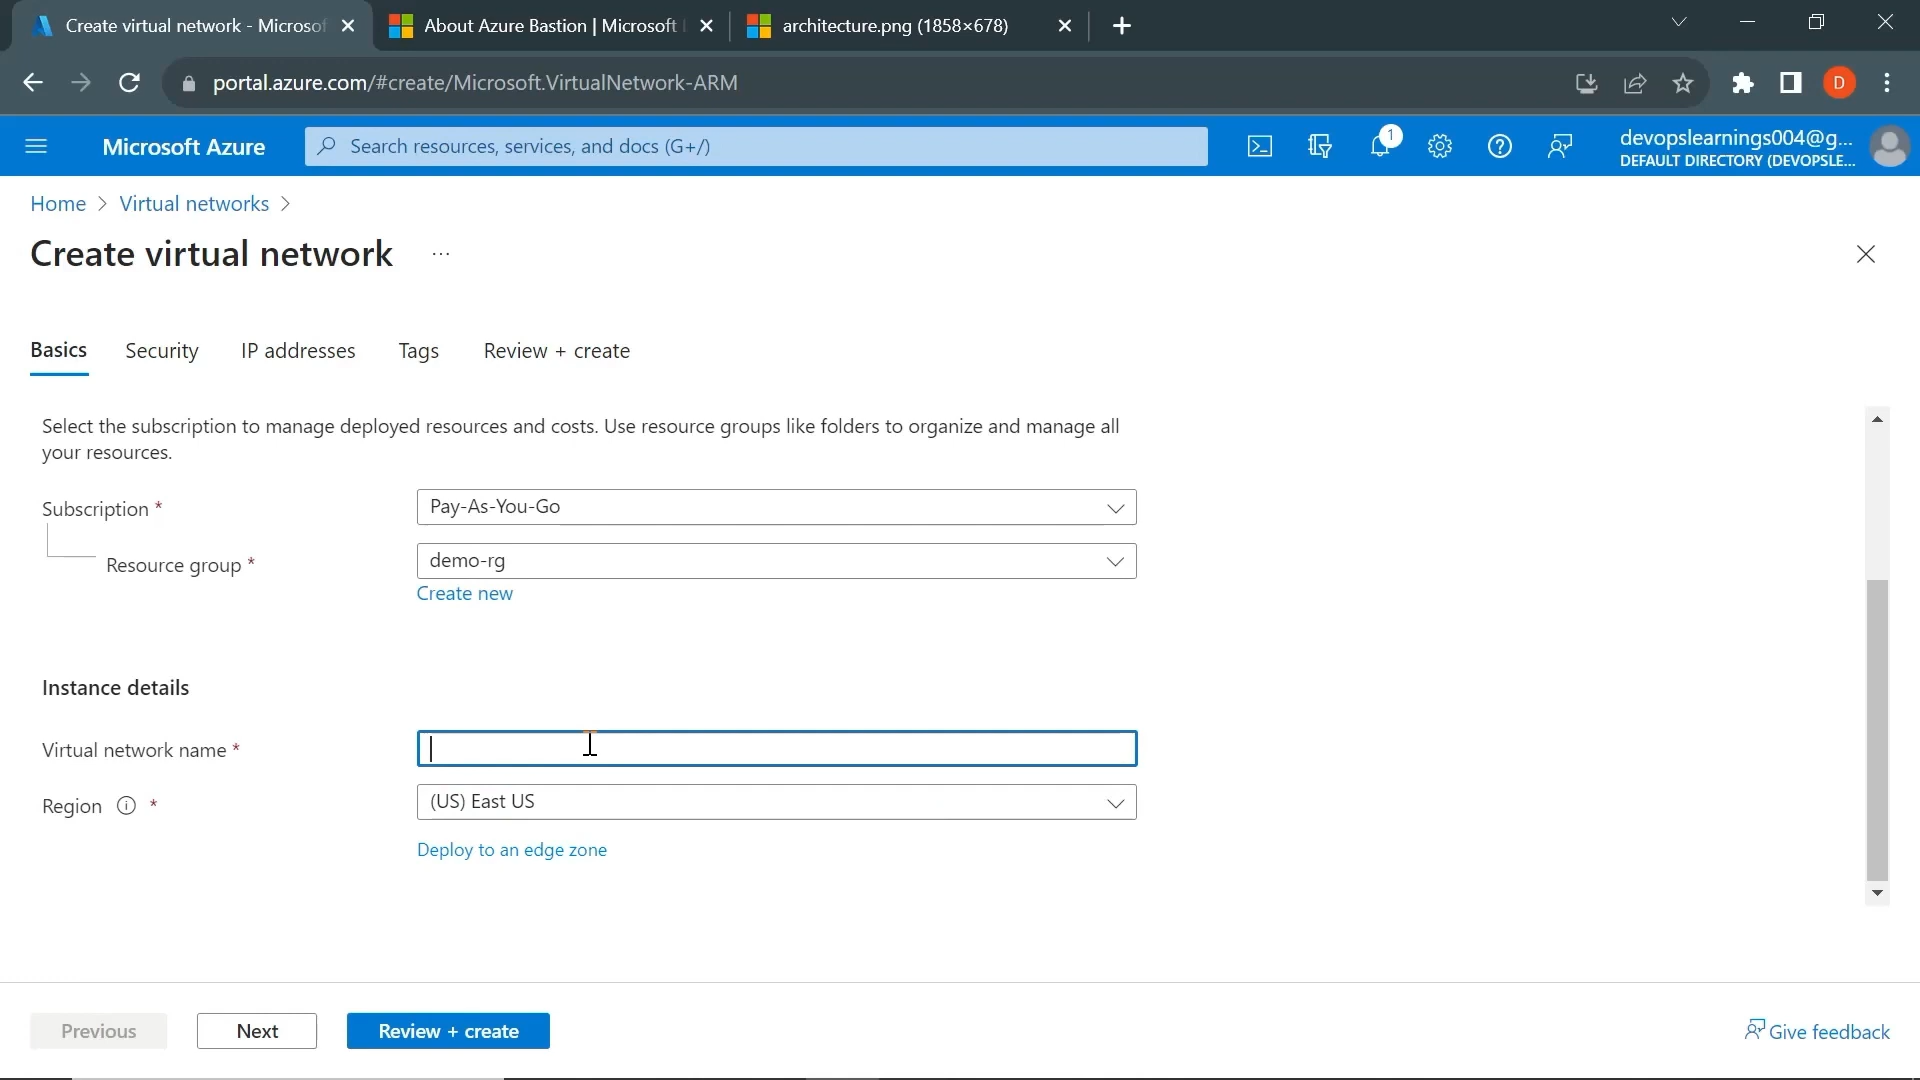 Create virtual network - Microsof
About Azure Bastion | Microsoft
architecture.png (1858×678)
portal.azure.com/#create/Microsoft.VirtualNetwork-ARM
D
Microsoft Azure
Search resources, services, and docs (G+/)
1
devopslearnings004@g...
DEFAULT DIRECTORY (DEVOPSLE...
Home > Virtual networks >
Create virtual network ...
Basics
Security
IP addresses
Tags
Review + create
Select the subscription to manage deployed resources and costs. Use resource groups like folders to organize and manage all
your resources.
Subscription *
Pay-As-You-Go
Resource group *
demo-rg
Create new
Instance details
Virtual network name *
Region *
(US) East US
Deploy to an edge zone
Previous
Next
Review + create
Give feedback